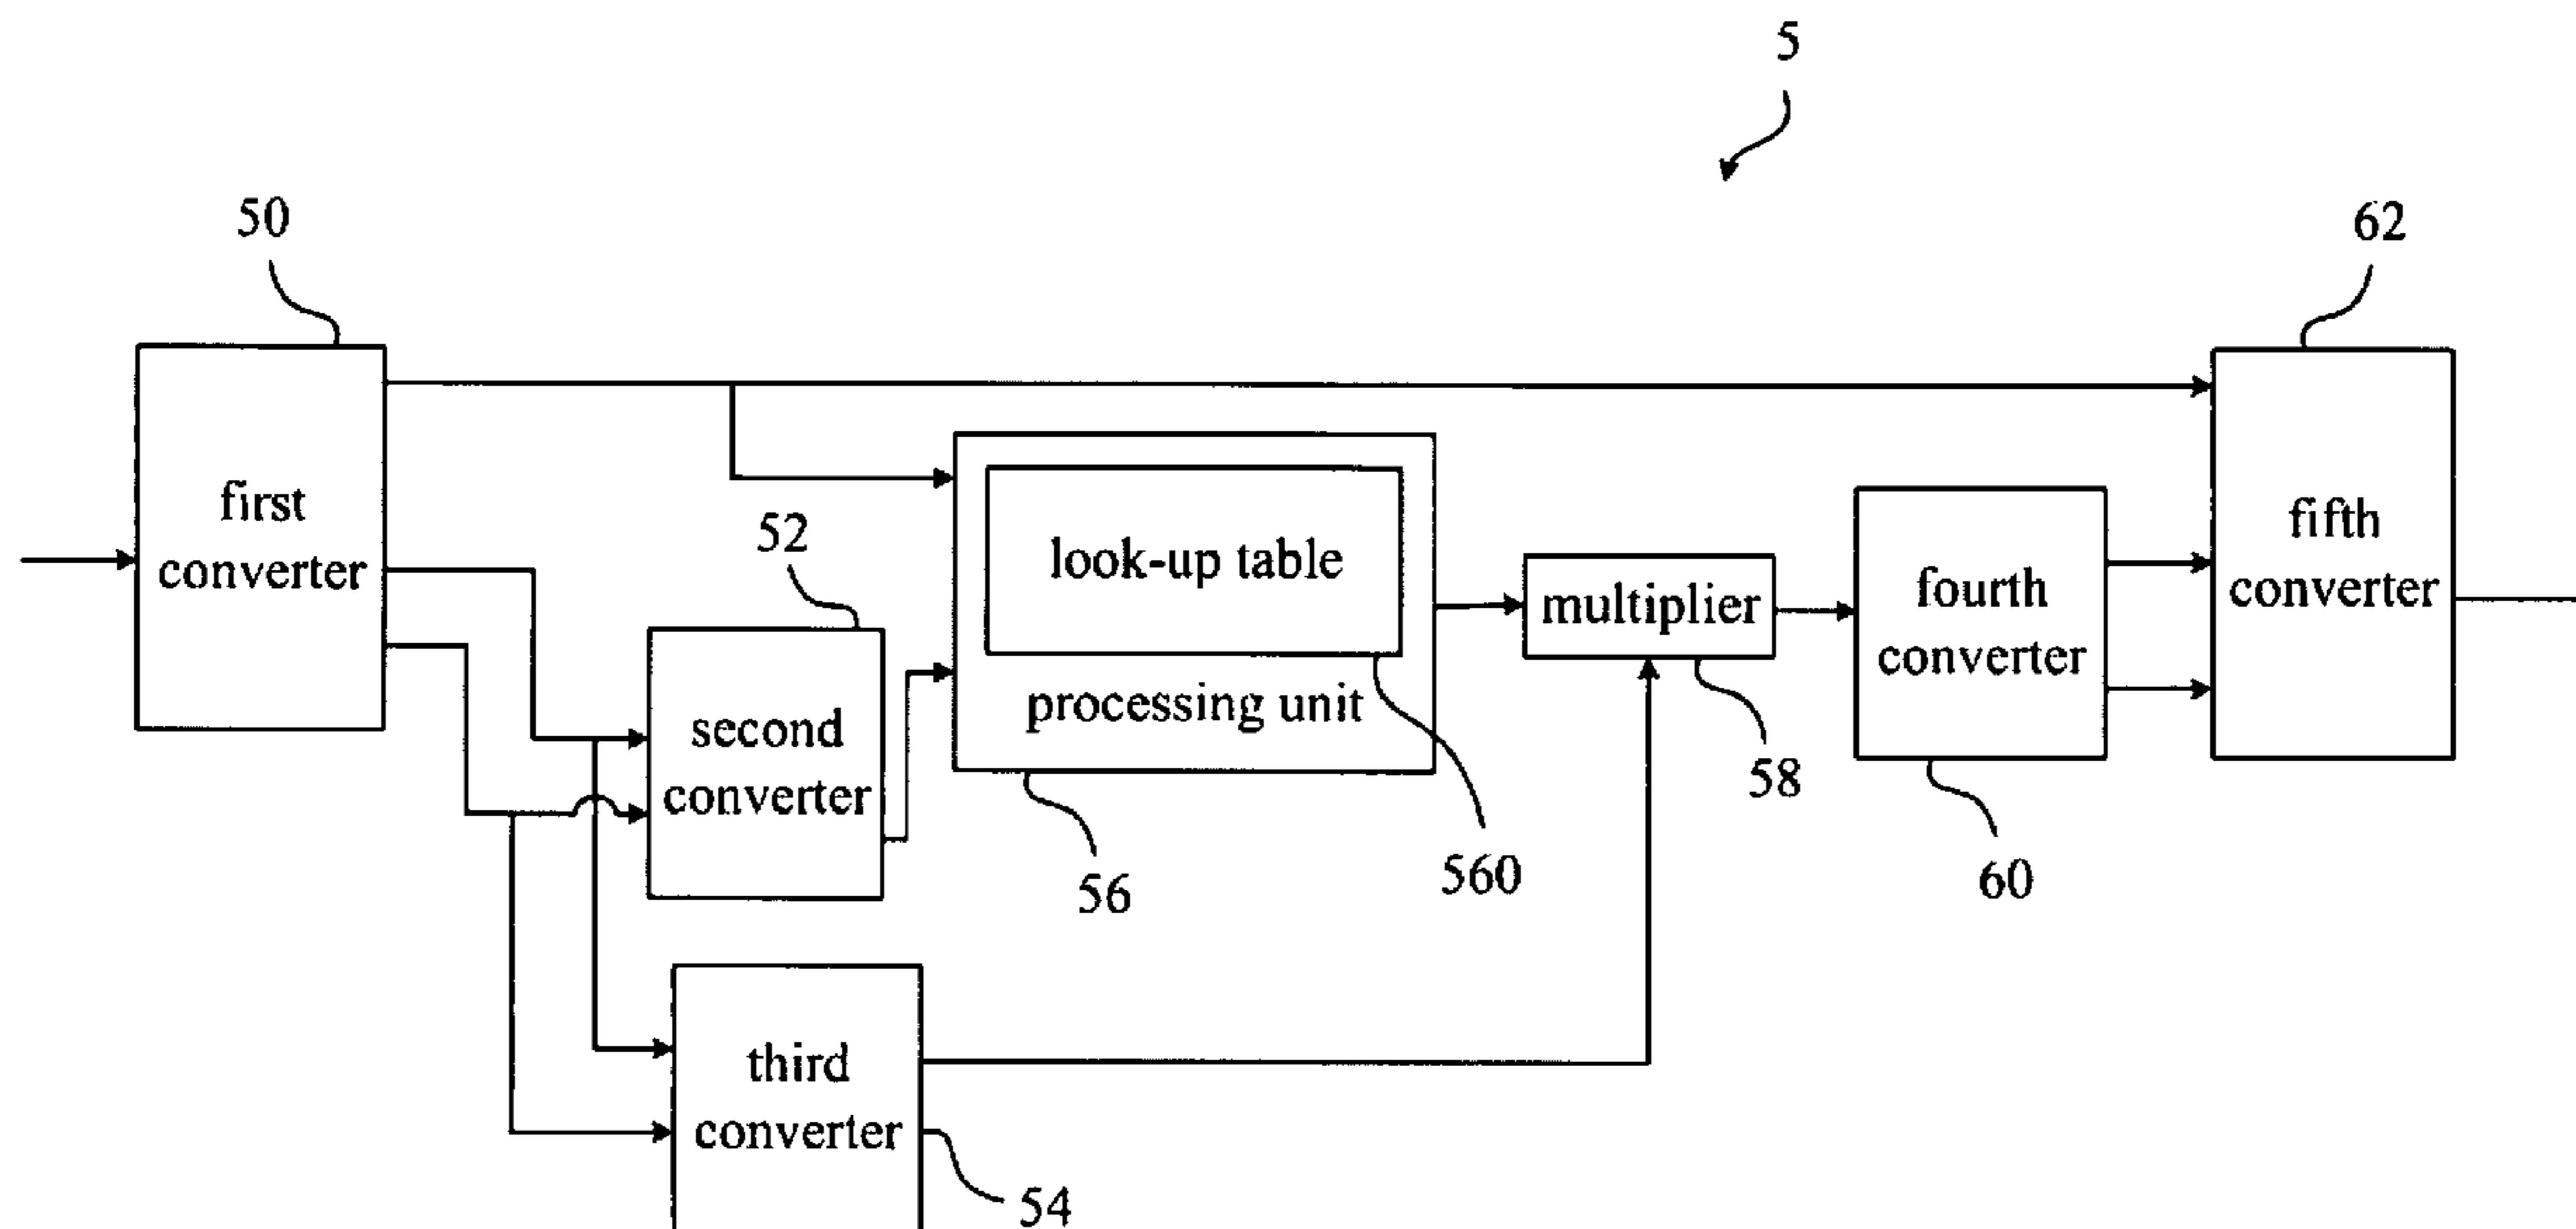 5
50
62
first
converter
52
look-up table
processing unit
multiplier
58
fourth
converter
fifth
converter
second
converter
56
560
60
third
converter
54